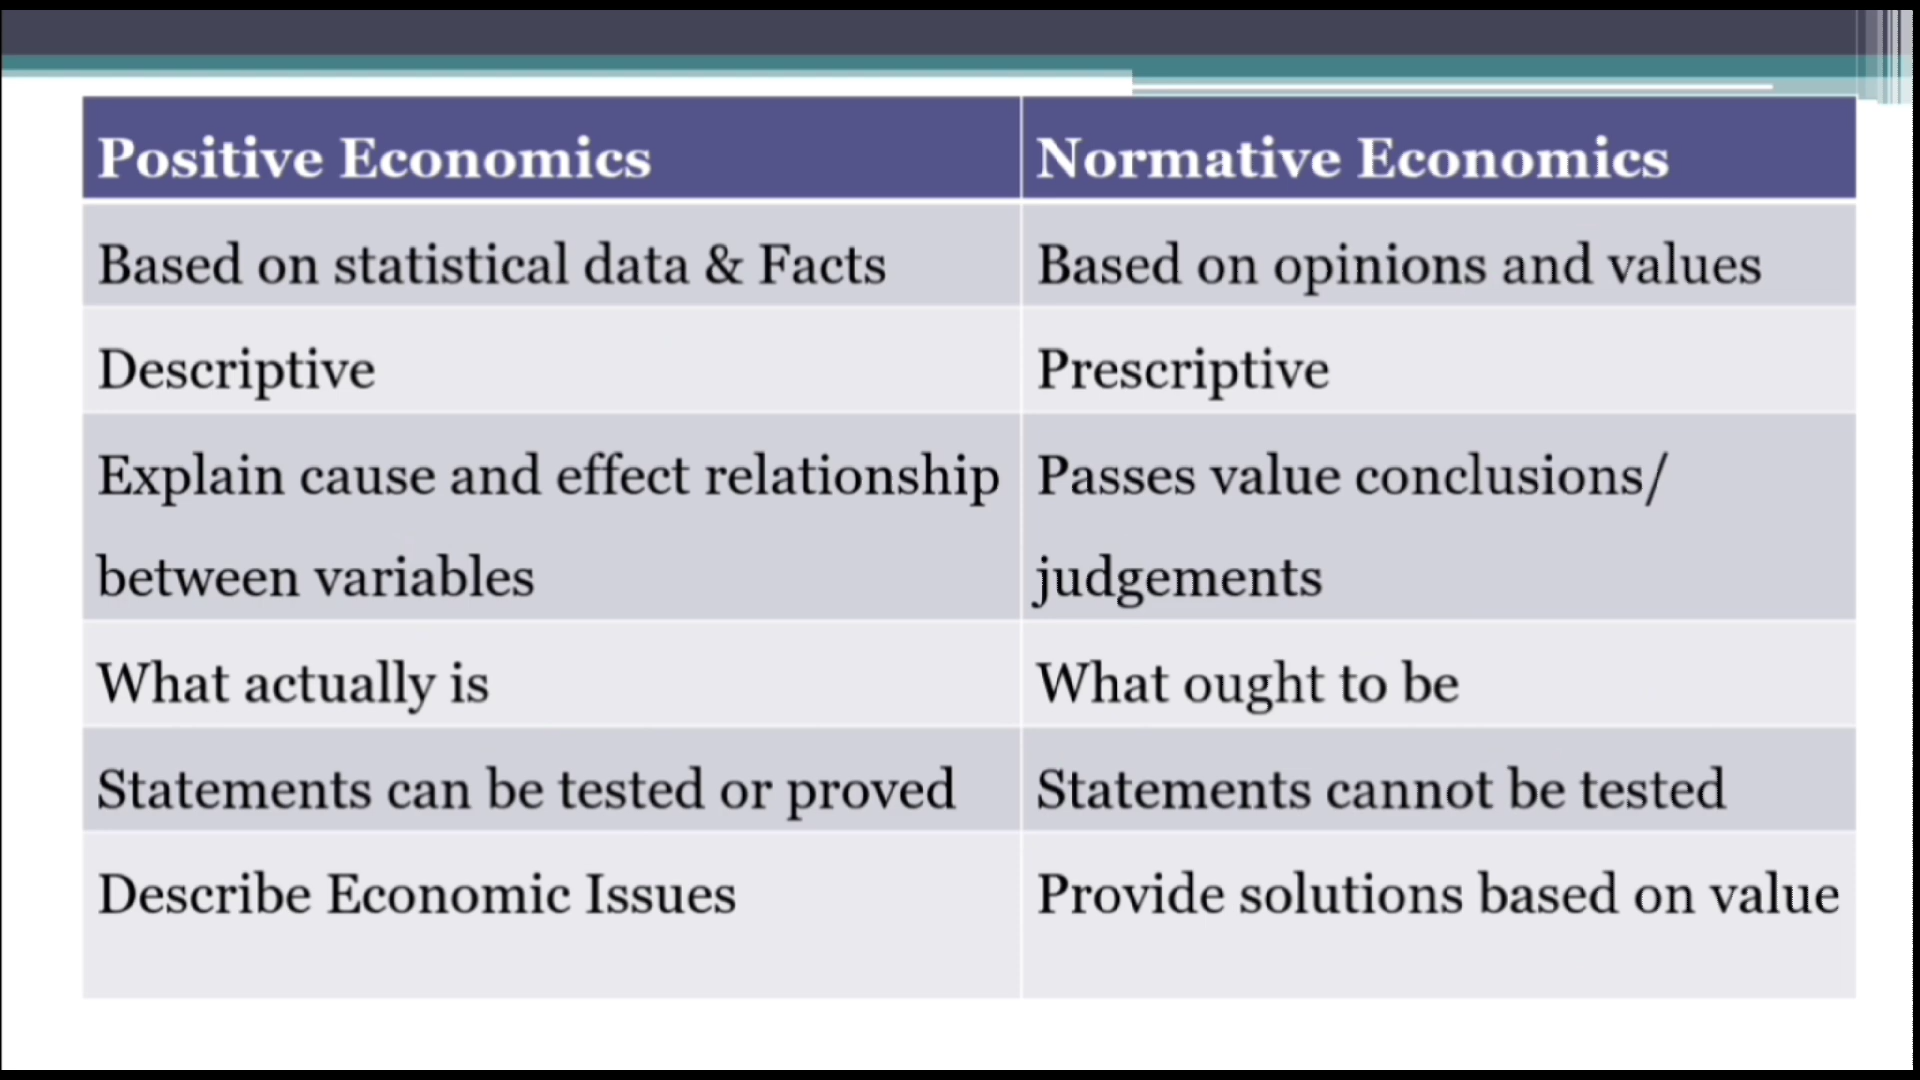 Positive Economics
Normative Economics
Based on statistical data & Facts
Based on opinions and values
Descriptive
Prescriptive
Explain cause and effect relationship
between variables
Passes value conclusions/
judgements
What actually is
What ought to be
Statements can be tested or proved
Statements cannot be tested
Describe Economic Issues
Provide solutions based on value